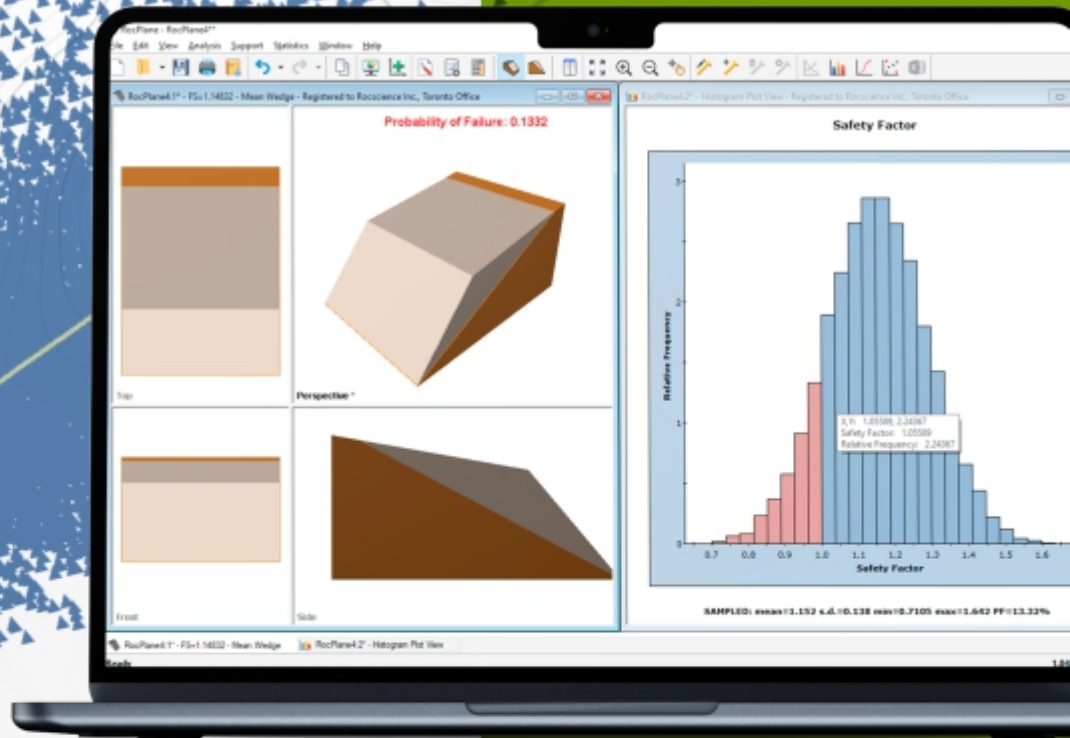 RocPlane - RocPlane4**
File Edit View Analysis Support Statistics Window Help
RocPlane4:1* - FS=1.14032 - Mean Wedge - Registered to Rocscience Inc., Toronto Office
Probability of Failure: 0.1332
Top
Perspective *
Front
Side
RocPlane4:2* - Histogram Plot View - Registered to Rocscience Inc., Toronto Office
Safety Factor
Relative Frequency
3
2
1
0
X,Y: 1.05589, 2.24367
Safety Factor: 1.05589
Relative Frequency: 2.24367
0.7 0.8 0.9 1.0 1.1 1.2 1.3 1.4 1.5 1.6
Safety Factor
SAMPLED: mean=1.152 s.d.=0.138 min=0.7105 max=1.642 PF=13.32%
RocPlane4:1* - FS=1.14032 - Mean Wedge
RocPlane4:2* - Histogram Plot View
Ready